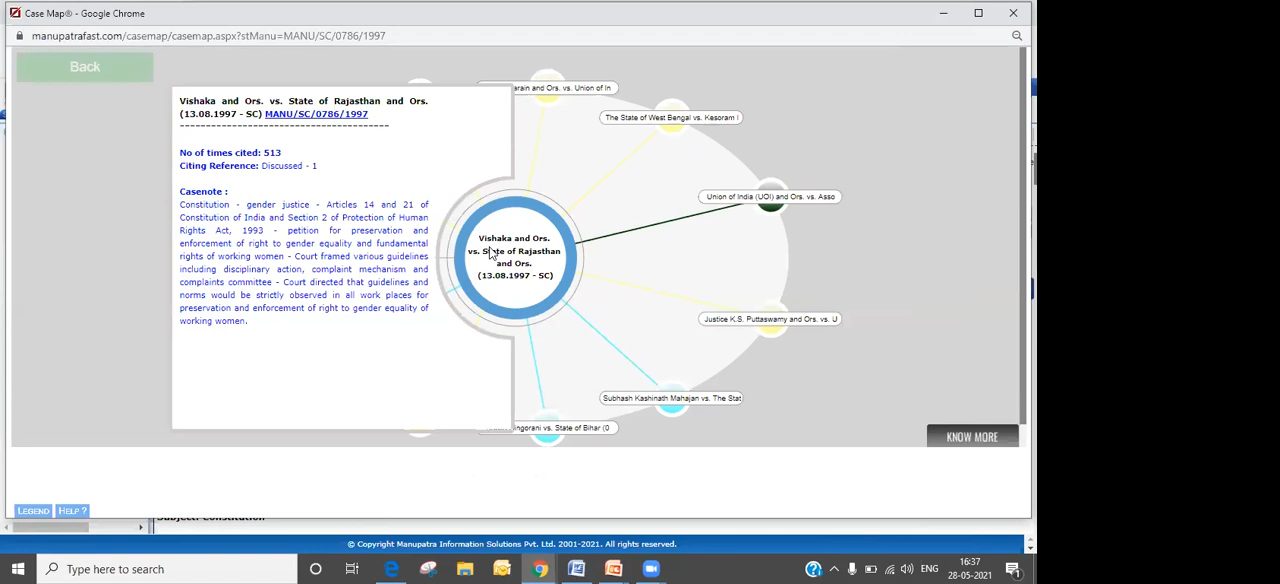 Case Map® - Google Chrome
manupatrafast.com/casemap/casemap.aspx?stManu=MANU/SC/0786/1997
Back
Vishaka and Ors. vs. State of Rajasthan and Ors.
(13.08.1997 - SC) MANU/SC/0786/1997
----------------------------------------
No of times cited: 513
Citing Reference: Discussed - 1
Casenote :
Constitution - gender justice - Articles 14 and 21 of
Constitution of India and Section 2 of Protection of Human
Rights Act, 1993 - petition for preservation and
enforcement of right to gender equality and fundamental
rights of working women - Court framed various guidelines
including disciplinary action, complaint mechanism and
complaints committee - Court directed that guidelines and
norms would be strictly observed in all work places for
preservation and enforcement of right to gender equality of
working women.
arain and Ors. vs. Union of In
The State of West Bengal vs. Kesoram I
Union of India (UOI) and Ors. vs. Asso
Vishaka and Ors.
vs. State of Rajasthan
and Ors.
(13.08.1997 - SC)
Justice K.S. Puttaswamy and Ors. vs. U
Subhash Kashinath Mahajan vs. The Stat
ingorani vs. State of Bihar (0
KNOW MORE
LEGEND
HELP ?
Subject: Constitution
© Copyright Manupatra Information Solutions Pvt. Ltd. 2001-2021. All rights reserved.
Type here to search
ENG
16:37
28-05-2021